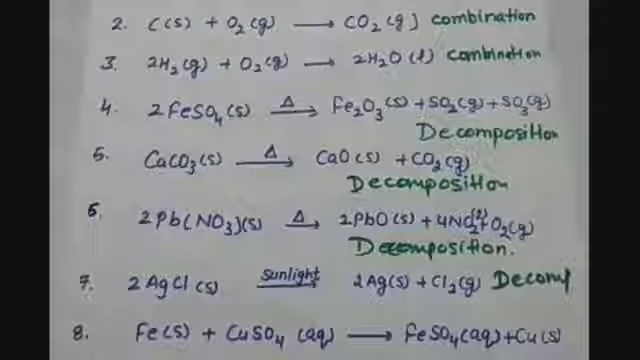 2. C(s) + O₂(g) ⟶ CO₂(g) combination
3. 2H₂(g) + O₂(g) ⟶ 2H₂O(l) combination
4. 2FeSO₄(s) —Δ→ Fe₂O₃(s) + SO₂(g) + SO₃(g)
Decomposition
5. CaCO₃(s) —Δ→ CaO(s) + CO₂(g)
Decomposition
6. 2Pb(NO₃)(s) —Δ→ 2PbO(s) + 4NO₂(g) + O₂(g)
Decomposition.
7. 2AgCl(s) —Sunlight→ 2Ag(s) + Cl₂(g) Decomp
8. Fe(s) + CuSO₄(aq) ⟶ FeSO₄(aq) + Cu(s)